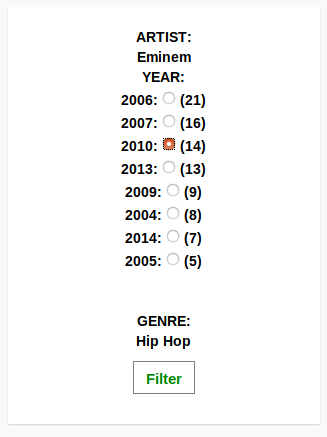 ARTIST:
Eminem
YEAR:
2006: (21)
2007: (16)
2010: (14)
2013: (13)
2009: (9)
2004: (8)
2014: (7)
2005: (5)
GENRE:
Hip Hop
Filter